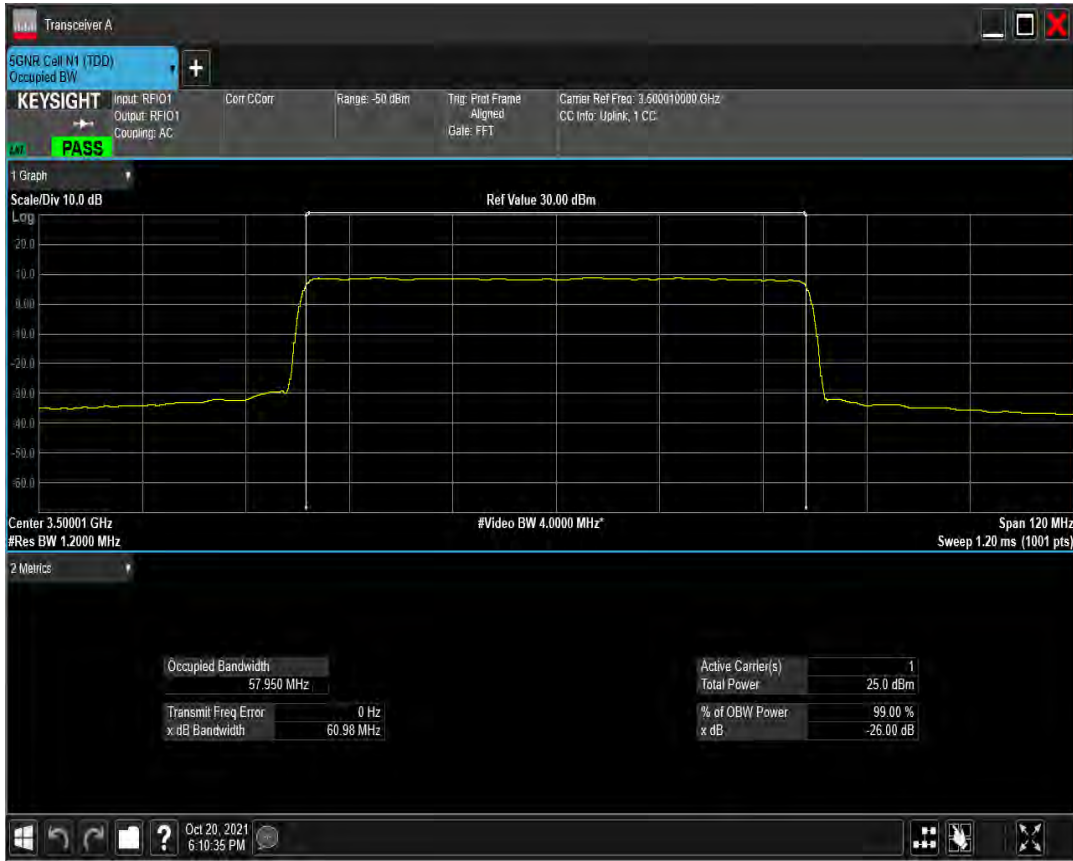 Transceiver A
5GNR Cell N1 (TDD)
Occupied BW
+
KEYSIGHT
Input: RFIO1
Output: RFIO1
Coupling: AC
Corr CCorr
Range: -50 dBm
Trig: Prot Frame
Aligned
Gate: FFT
Carrier Ref Freq: 3.500010000 GHz
CC Info: Uplink, 1 CC
PASS
1 Graph
Scale/Div 10.0 dB
Ref Value 30.00 dBm
Log
20.0
10.0
0.00
-10.0
-20.0
-30.0
-40.0
-50.0
-60.0
Center 3.50001 GHz
#Video BW 4.0000 MHz*
Span 120 MHz
#Res BW 1.2000 MHz
Sweep 1.20 ms (1001 pts)
2 Metrics
Occupied Bandwidth
57.950 MHz
Transmit Freq Error 0 Hz
x dB Bandwidth 60.98 MHz
Active Carrier(s) 1
Total Power 25.0 dBm
% of OBW Power 99.00 %
x dB -26.00 dB
?
Oct 20, 2021
6:10:35 PM